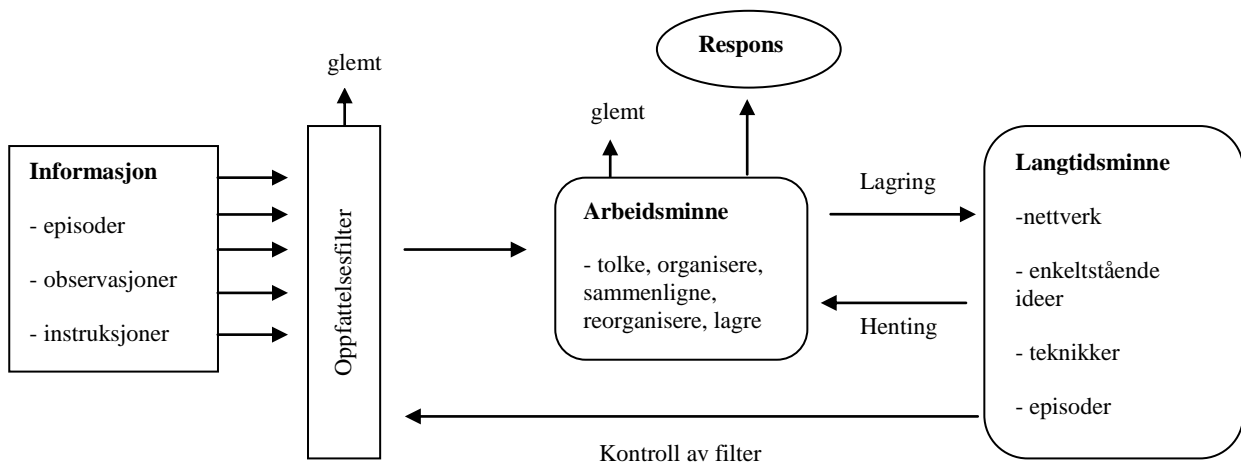 Informasjon
- episoder
- observasjoner
- instruksjoner
glemt
Oppfattelsesfilter
Respons
glemt
Arbeidsminne
- tolke, organisere,
sammenligne,
reorganisere, lagre
Lagring
Henting
Kontroll av filter
Langtidsminne
-nettverk
- enkeltstående
ideer
- teknikker
- episoder